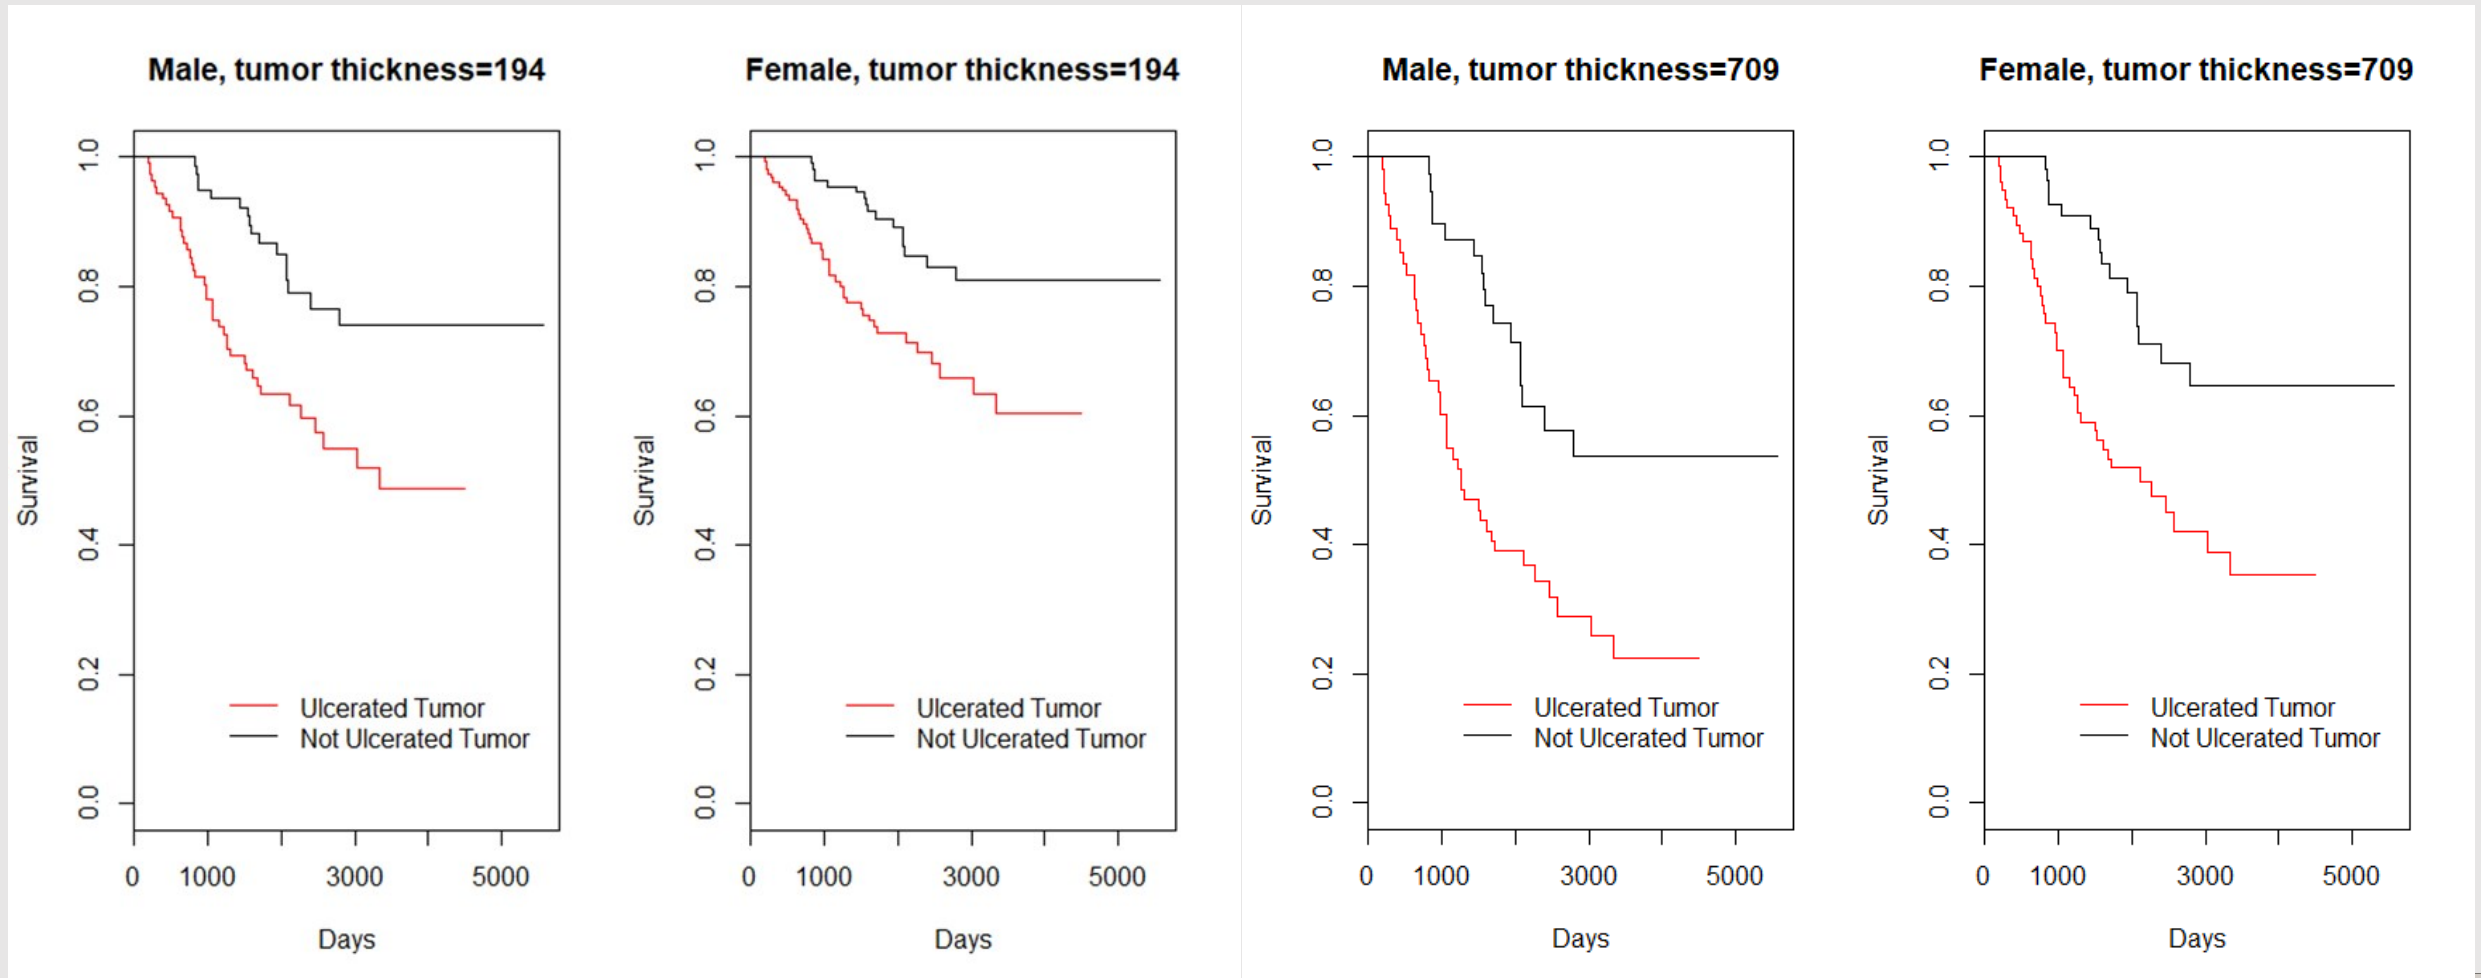 Male, tumor thickness=194
Survival
1.0
0.8
0.6
0.4
0.2
0.0
Ulcerated Tumor
Not Ulcerated Tumor
0 1000 3000 5000
Days
Female, tumor thickness=194
Survival
1.0
0.8
0.6
0.4
0.2
0.0
Ulcerated Tumor
Not Ulcerated Tumor
0 1000 3000 5000
Days
Male, tumor thickness=709
Survival
1.0
0.8
0.6
0.4
0.2
0.0
Ulcerated Tumor
Not Ulcerated Tumor
0 1000 3000 5000
Days
Female, tumor thickness=709
Survival
1.0
0.8
0.6
0.4
0.2
0.0
Ulcerated Tumor
Not Ulcerated Tumor
0 1000 3000 5000
Days